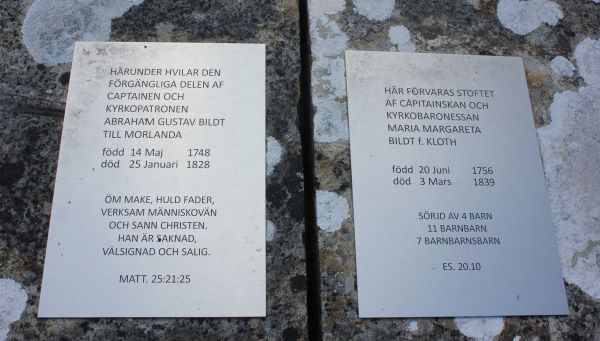 HÄRUNDER HVILAR DEN
FÖRGÄNGLIGA DELEN AF
CAPTAINEN OCH
KYRKOPATRONEN
ABRAHAM GUSTAV BILDT
TILL MORLANDA
född 14 Maj 1748
död 25 Januari 1828
ÖM MAKE, HULD FADER,
VERKSAM MÄNNISKOVÄN
OCH SANN CHRISTEN.
HAN ÄR SAKNAD,
VÄLSIGNAD OCH SALIG.
MATT. 25:21:25
HÄR FÖRVARAS STOFTET
AF CAPITAINSKAN OCH
KYRKOBARONESSAN
MARIA MARGARETA
BILDT f. KLOTH
född 20 Juni 1756
död 3 Mars 1839
SÖRJD AV 4 BARN
11 BARNBARN
7 BARNBARNSBARN
ES. 20.10